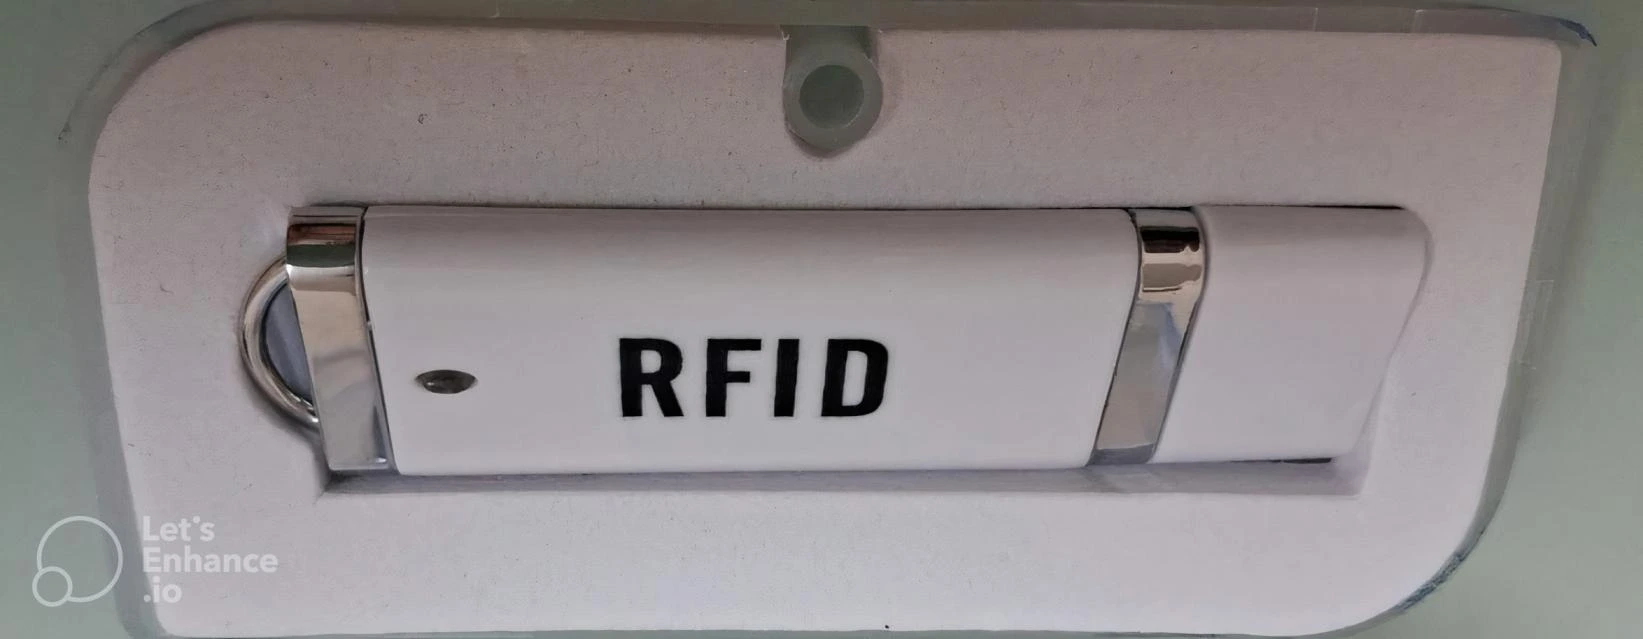 RFID
Let's
Enhance
.io